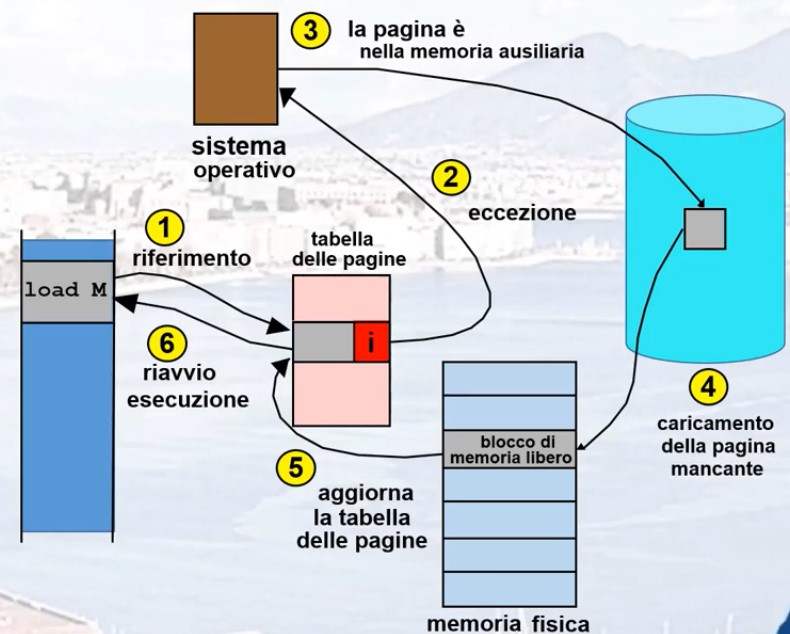 3
la pagina è
nella memoria ausiliaria
sistema
operativo
2
eccezione
1
riferimento
tabella
delle pagine
load M
i
6
riavvio
esecuzione
4
caricamento
della pagina
mancante
blocco di
memoria libero
5
aggiorna
la tabella
delle pagine
memoria fisica